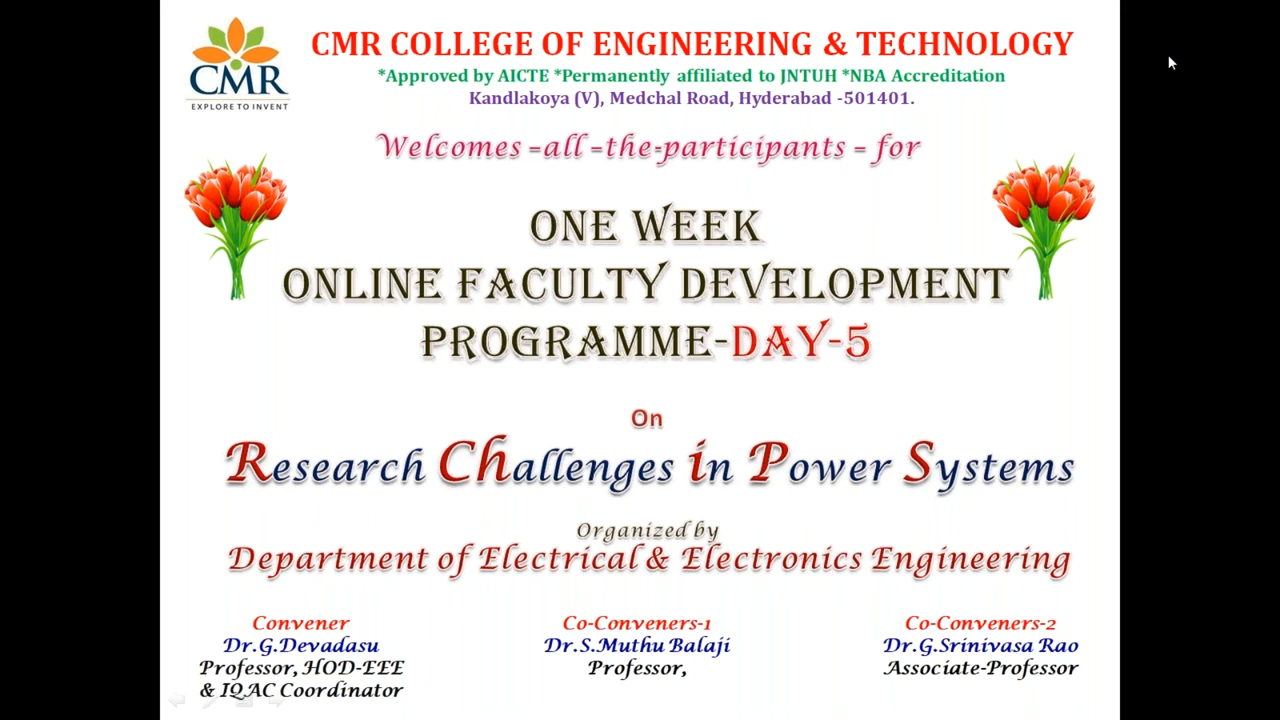 CMR
EXPLORE TO INVENT
CMR COLLEGE OF ENGINEERING & TECHNOLOGY
*Approved by AICTE *Permanently affiliated to JNTUH *NBA Accreditation
Kandlakoya (V), Medchal Road, Hyderabad -501401.
Welcomes –all –the-participants – for
ONE WEEK
ONLINE FACULTY DEVELOPMENT
PROGRAMME-DAY-5
On
Research Challenges in Power Systems
Organized by
Department of Electrical & Electronics Engineering
Convener
Dr.G.Devadasu
Professor, HOD-EEE
& IQAC Coordinator
Co-Conveners-1
Dr.S.Muthu Balaji
Professor,
Co-Conveners-2
Dr.G.Srinivasa Rao
Associate-Professor